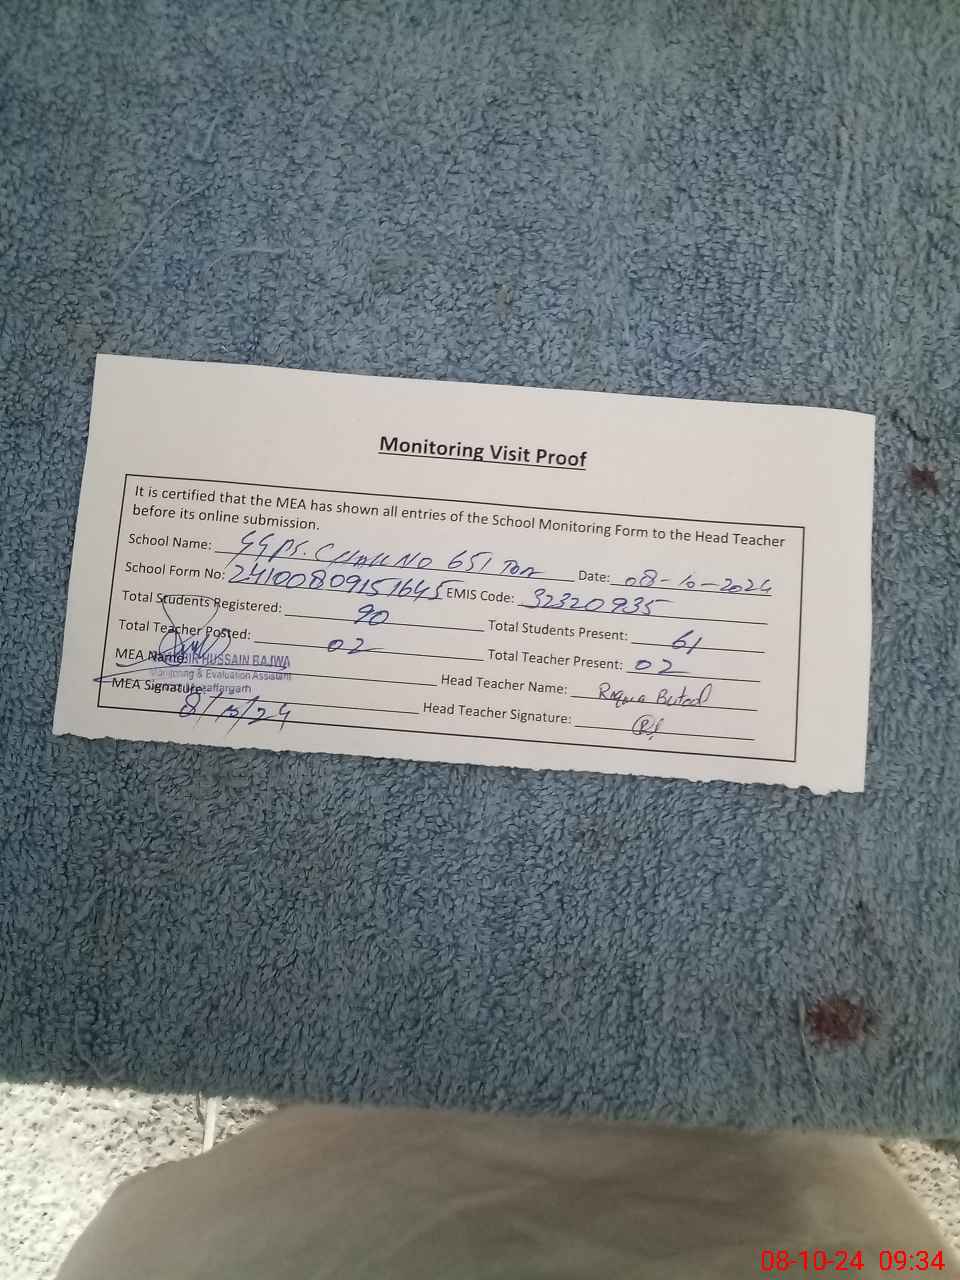 Monitoring Visit Proof
It is certified that the MEA has shown all entries of the School Monitoring Form to the Head Teacher
before its online submission.
School Name: GGPS. CHAK NO 651 TDA Date: 08-10-2024
School Form No: 24100809151645 EMIS Code: 32320935
Total Students Registered: 90 Total Students Present: 61
Total Teacher Posted: 02 Total Teacher Present: 02
MEA Name: HUSSAIN BAJWA Head Teacher Name:
Monitoring & Evaluation Assistant
MEA Signature: Muzaffargarh Head Teacher Signature:
8/10/24
08-10-24 09:34